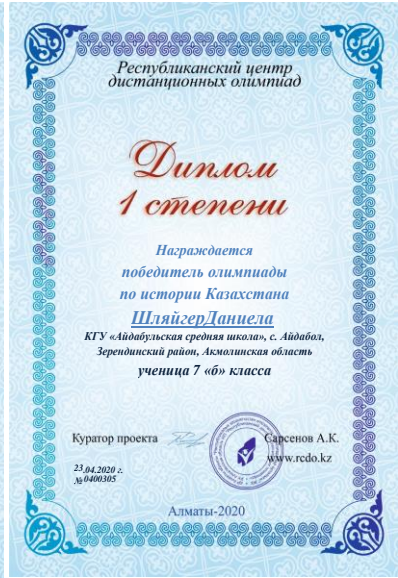 Республиканский центр
дистанционных олимпиад
Диплом
1 степени
Награждается
победитель олимпиады
по истории Казахстана
ШляйгерДаниела
КГУ «Айдабульская средняя школа», с. Айдабол,
Зерендинский район, Акмолинская область
ученица 7 «б» класса
Куратор проекта Сарсенов А.К.
www.rcdo.kz
23.04.2020 г.
№0400305
Алматы-2020